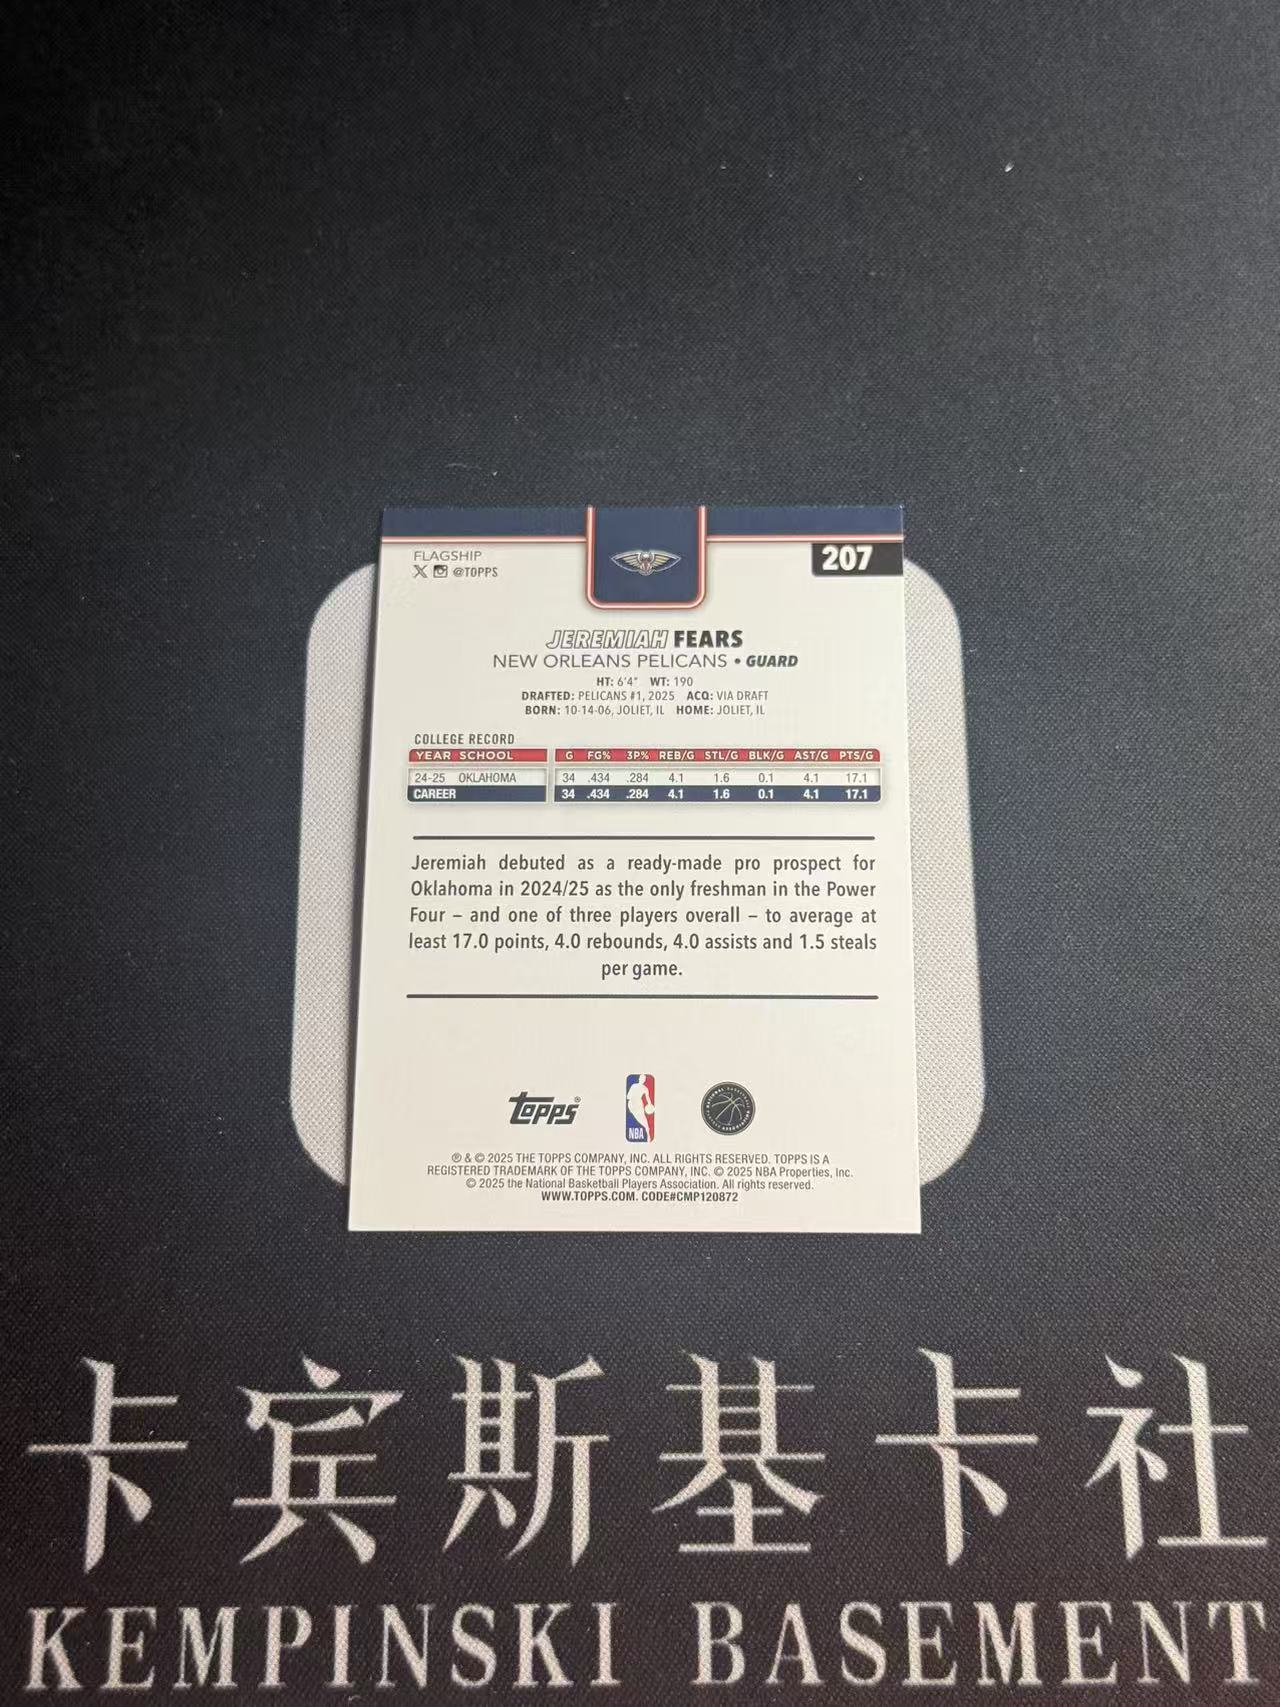 FLAGSHIP
207
@TOPPS
JEREMIAH FEARS
NEW ORLEANS PELICANS • GUARD
HT: 6'4" WT: 190
DRAFTED: PELICANS #1, 2025 ACQ: VIA DRAFT
BORN: 10-14-06, JOLIET, IL HOME: JOLIET, IL
COLLEGE RECORD
YEAR SCHOOL G FG% 3P% REB/G STL/G BLK/G AST/G PTS/G
24-25 OKLAHOMA 34 .434 .284 4.1 1.6 0.1 4.1 17.1
CAREER 34 .434 .284 4.1 1.6 0.1 4.1 17.1
Jeremiah debuted as a ready-made pro prospect for
Oklahoma in 2024/25 as the only freshman in the Power
Four – and one of three players overall – to average at
least 17.0 points, 4.0 rebounds, 4.0 assists and 1.5 steals
per game.
Topps® NBA
® & © 2025 THE TOPPS COMPANY, INC. ALL RIGHTS RESERVED. TOPPS IS A
REGISTERED TRADEMARK OF THE TOPPS COMPANY, INC. © 2025 NBA Properties, Inc.
© 2025 the National Basketball Players Association. All rights reserved.
WWW.TOPPS.COM. CODE#CMP120872
卡宾斯基卡社
KEMPINSKI BASEMENT